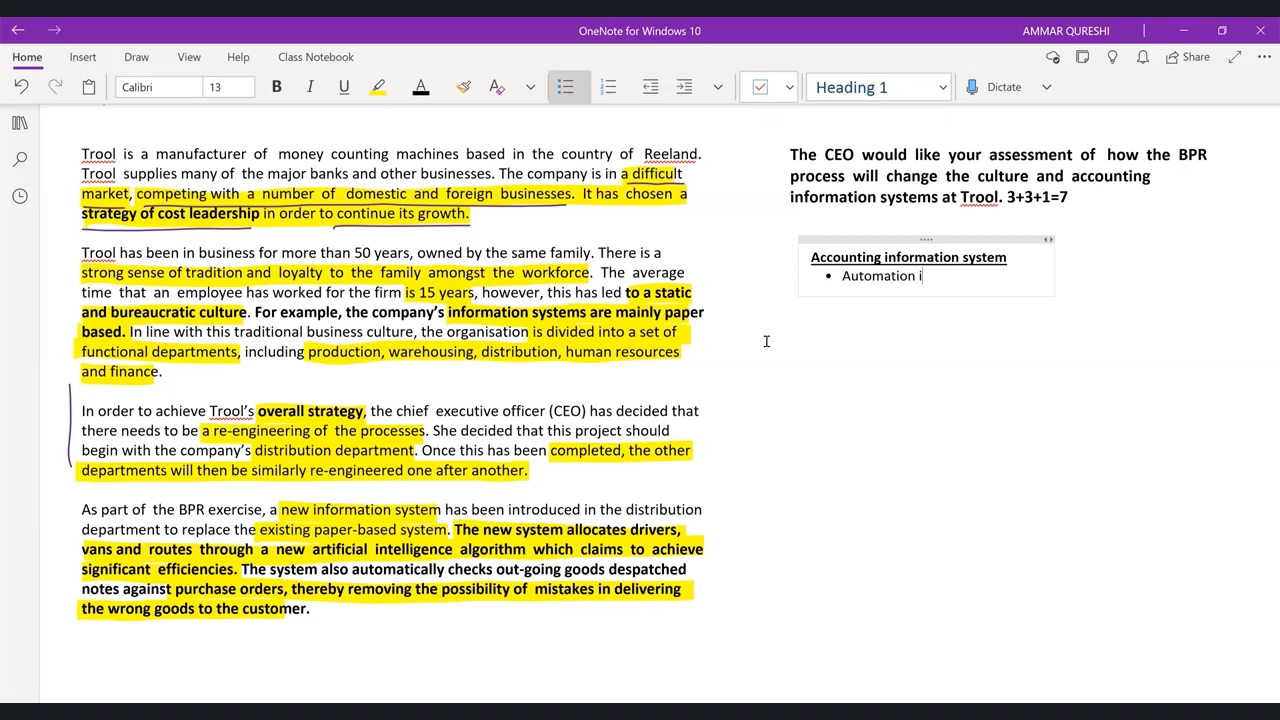 OneNote for Windows 10
AMMAR QURESHI
Home Insert Draw View Help Class Notebook
Share
Calibri 13 B I U A A Heading 1 Dictate
Trool is a manufacturer of money counting machines based in the country of Reeland.
Trool supplies many of the major banks and other businesses. The company is in a difficult
market, competing with a number of domestic and foreign businesses. It has chosen a
strategy of cost leadership in order to continue its growth.
Trool has been in business for more than 50 years, owned by the same family. There is a
strong sense of tradition and loyalty to the family amongst the workforce. The average
time that an employee has worked for the firm is 15 years, however, this has led to a static
and bureaucratic culture. For example, the company's information systems are mainly paper
based. In line with this traditional business culture, the organisation is divided into a set of
functional departments, including production, warehousing, distribution, human resources
and finance.
In order to achieve Trool's overall strategy, the chief executive officer (CEO) has decided that
there needs to be a re-engineering of the processes. She decided that this project should
begin with the company's distribution department. Once this has been completed, the other
departments will then be similarly re-engineered one after another.
As part of the BPR exercise, a new information system has been introduced in the distribution
department to replace the existing paper-based system. The new system allocates drivers,
vans and routes through a new artificial intelligence algorithm which claims to achieve
significant efficiencies. The system also automatically checks out-going goods despatched
notes against purchase orders, thereby removing the possibility of mistakes in delivering
the wrong goods to the customer.
The CEO would like your assessment of how the BPR
process will change the culture and accounting
information systems at Trool. 3+3+1=7
Accounting information system
• Automation i